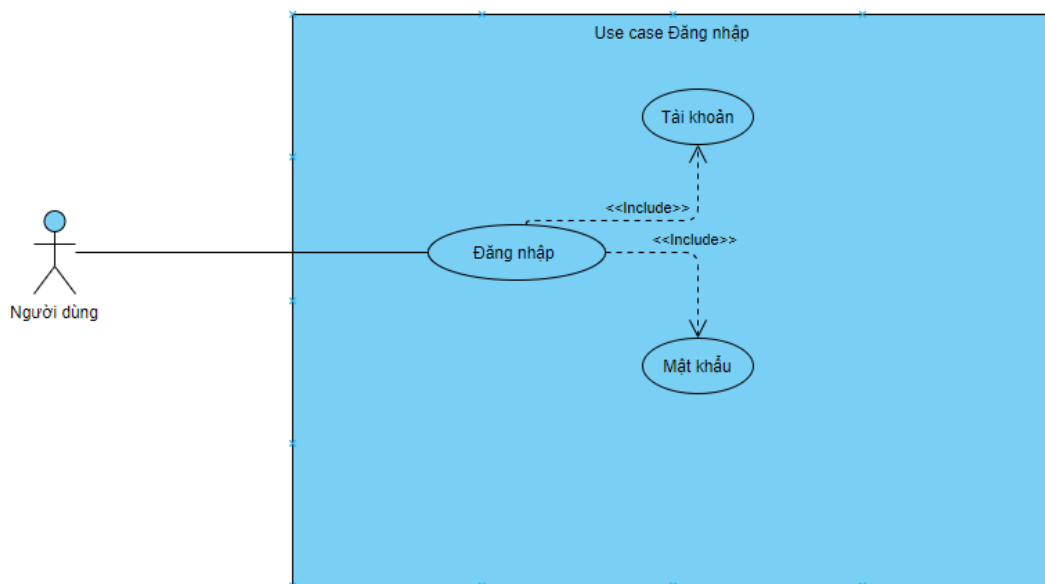 Use case Đăng nhập
Tài khoản
<<Include>>
<<Include>>
Đăng nhập
Người dùng
Mật khẩu